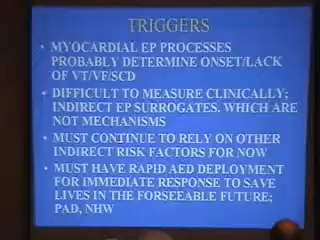 TRIGGERS
• MYOCARDIAL EP PROCESSES
PROBABLY DETERMINE ONSET/LACK
OF VT/VF/SCD
• DIFFICULT TO MEASURE CLINICALLY;
INDIRECT EP SURROGATES. WHICH ARE
NOT MECHANISMS
• MUST CONTINUE TO RELY ON OTHER
INDIRECT RISK FACTORS FOR NOW
• MUST HAVE RAPID AED DEPLOYMENT
FOR IMMEDIATE RESPONSE TO SAVE
LIVES IN THE FORSEEABLE FUTURE;
PAD, NHW